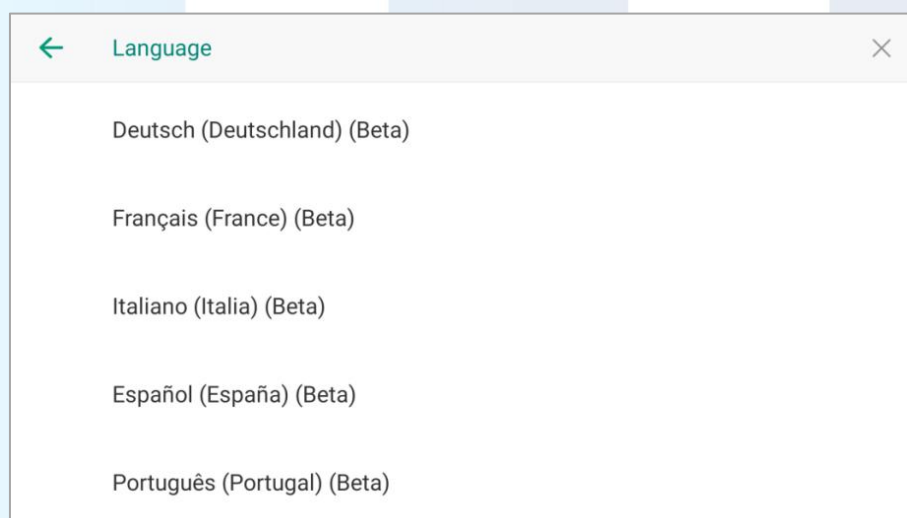 Language
Deutsch (Deutschland) (Beta)
Français (France) (Beta)
Italiano (Italia) (Beta)
Español (España) (Beta)
Português (Portugal) (Beta)